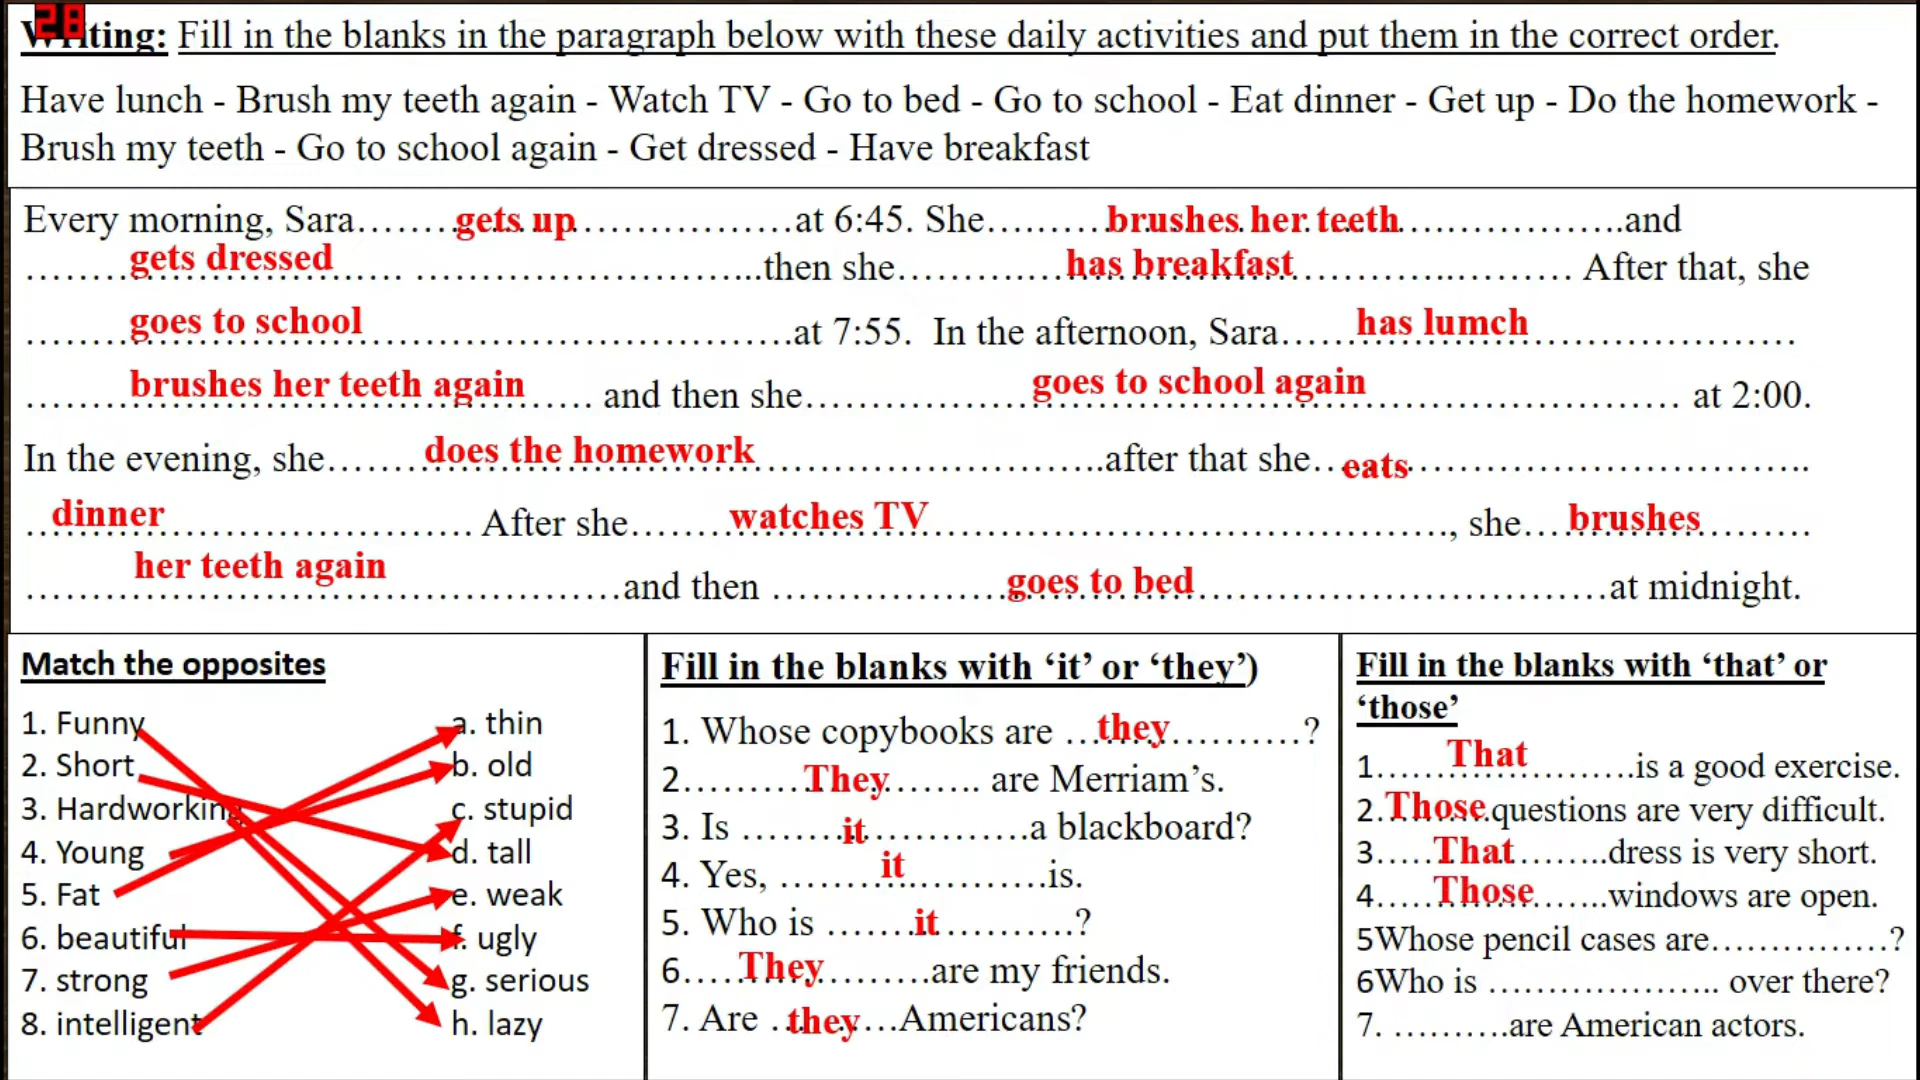 28
Writing: Fill in the blanks in the paragraph below with these daily activities and put them in the correct order.
Have lunch - Brush my teeth again - Watch TV - Go to bed - Go to school - Eat dinner - Get up - Do the homework -
Brush my teeth - Go to school again - Get dressed - Have breakfast
Every morning, Sara……gets up………………at 6:45. She……brushes her teeth………………and
……gets dressed…… ………………then she………has breakfast……………… After that, she
……goes to school………………at 7:55. In the afternoon, Sara……has lumch………………
……brushes her teeth again…… and then she………goes to school again……………… at 2:00.
In the evening, she……does the homework………………after that she…eats………………
…dinner……………… After she……watches TV………………, she…brushes………
……her teeth again………………and then ………goes to bed………………at midnight.
Match the opposites
1. Funny a. thin
2. Short b. old
3. Hardworking c. stupid
4. Young d. tall
5. Fat e. weak
6. beautiful f. ugly
7. strong g. serious
8. intelligent h. lazy
Fill in the blanks with ‘it’ or ‘they’)
1. Whose copybooks are …they………………?
2………They……… are Merriam’s.
3. Is ………it………………a blackboard?
4. Yes, ………it…………is.
5. Who is ……it…………?
6……They…………are my friends.
7. Are …they……Americans?
Fill in the blanks with ‘that’ or
‘those’
1……That…………is a good exercise.
2.Those……questions are very difficult.
3……That………dress is very short.
4……Those………windows are open.
5Whose pencil cases are……………?
6Who is ………………… over there?
7. ……….are American actors.